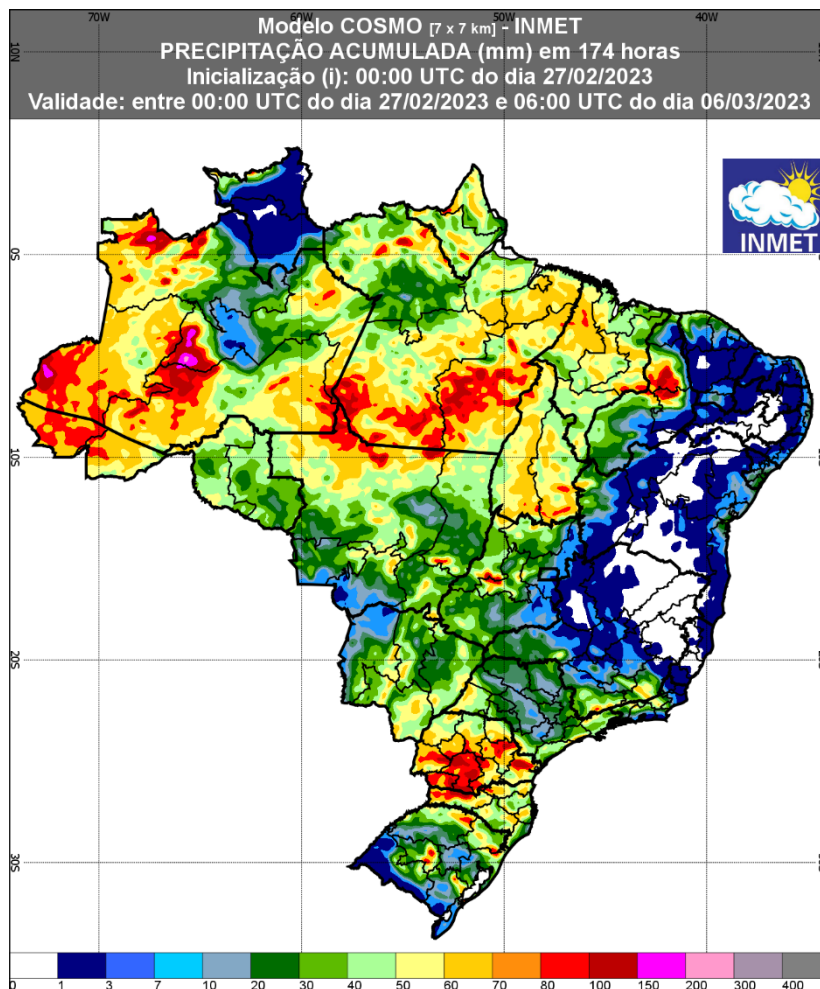 Modelo COSMO [7 x 7 km] - INMET
PRECIPITAÇÃO ACUMULADA (mm) em 174 horas
Inicialização (i): 00:00 UTC do dia 27/02/2023
Validade: entre 00:00 UTC do dia 27/02/2023 e 06:00 UTC do dia 06/03/2023
70W 60W 50W 40W
10N
INMET
0S
10S
20S
30S
0 1 3 7 10 20 30 40 50 60 70 80 100 150 200 300 400